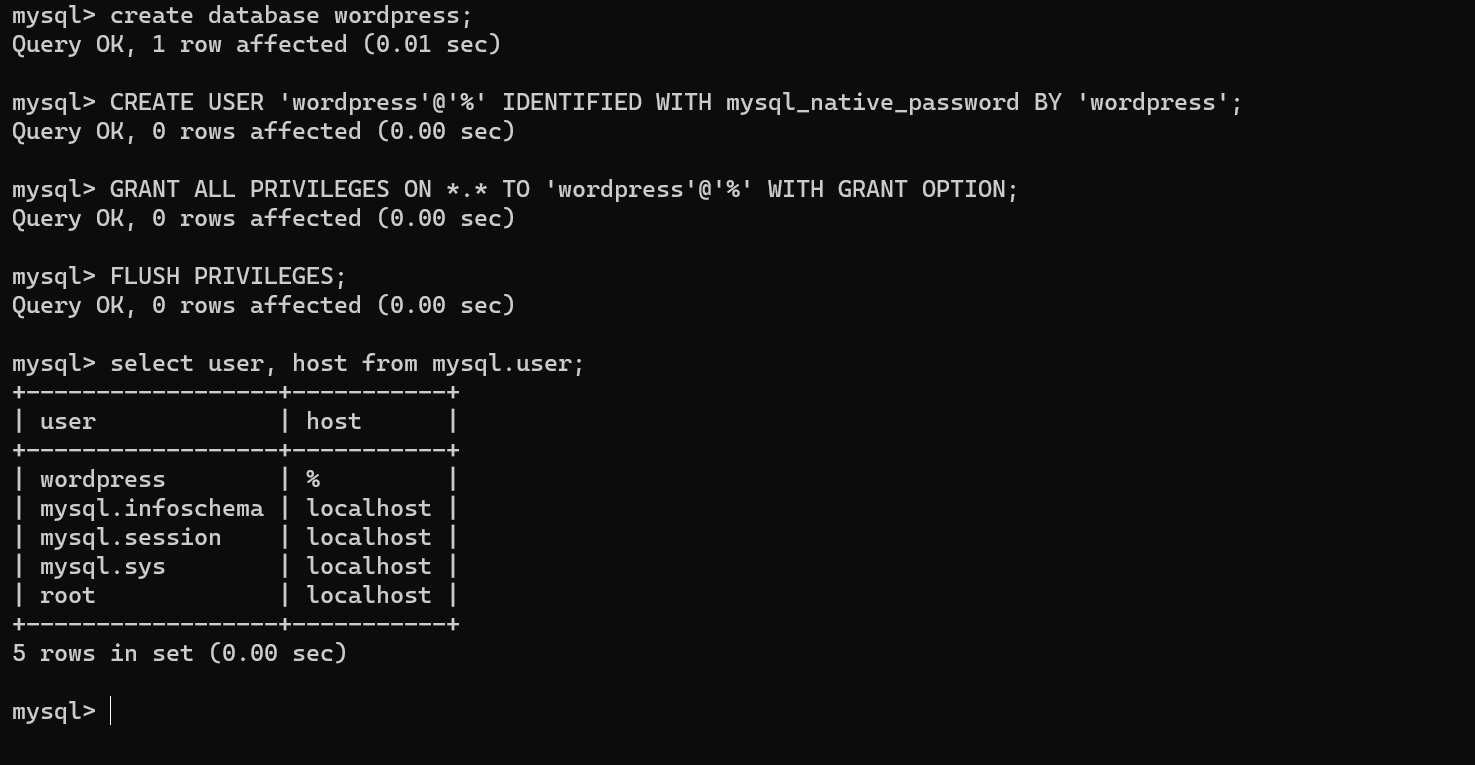 mysql> create database wordpress;
Query OK, 1 row affected (0.01 sec)
mysql> CREATE USER 'wordpress'@'%' IDENTIFIED WITH mysql_native_password BY 'wordpress';
Query OK, 0 rows affected (0.00 sec)
mysql> GRANT ALL PRIVILEGES ON *.* TO 'wordpress'@'%' WITH GRANT OPTION;
Query OK, 0 rows affected (0.00 sec)
mysql> FLUSH PRIVILEGES;
Query OK, 0 rows affected (0.00 sec)
mysql> select user, host from mysql.user;
+------------------+-----------+
| user             | host      |
+------------------+-----------+
| wordpress        | %         |
| mysql.infoschema | localhost |
| mysql.session    | localhost |
| mysql.sys        | localhost |
| root             | localhost |
+------------------+-----------+
5 rows in set (0.00 sec)
mysql>